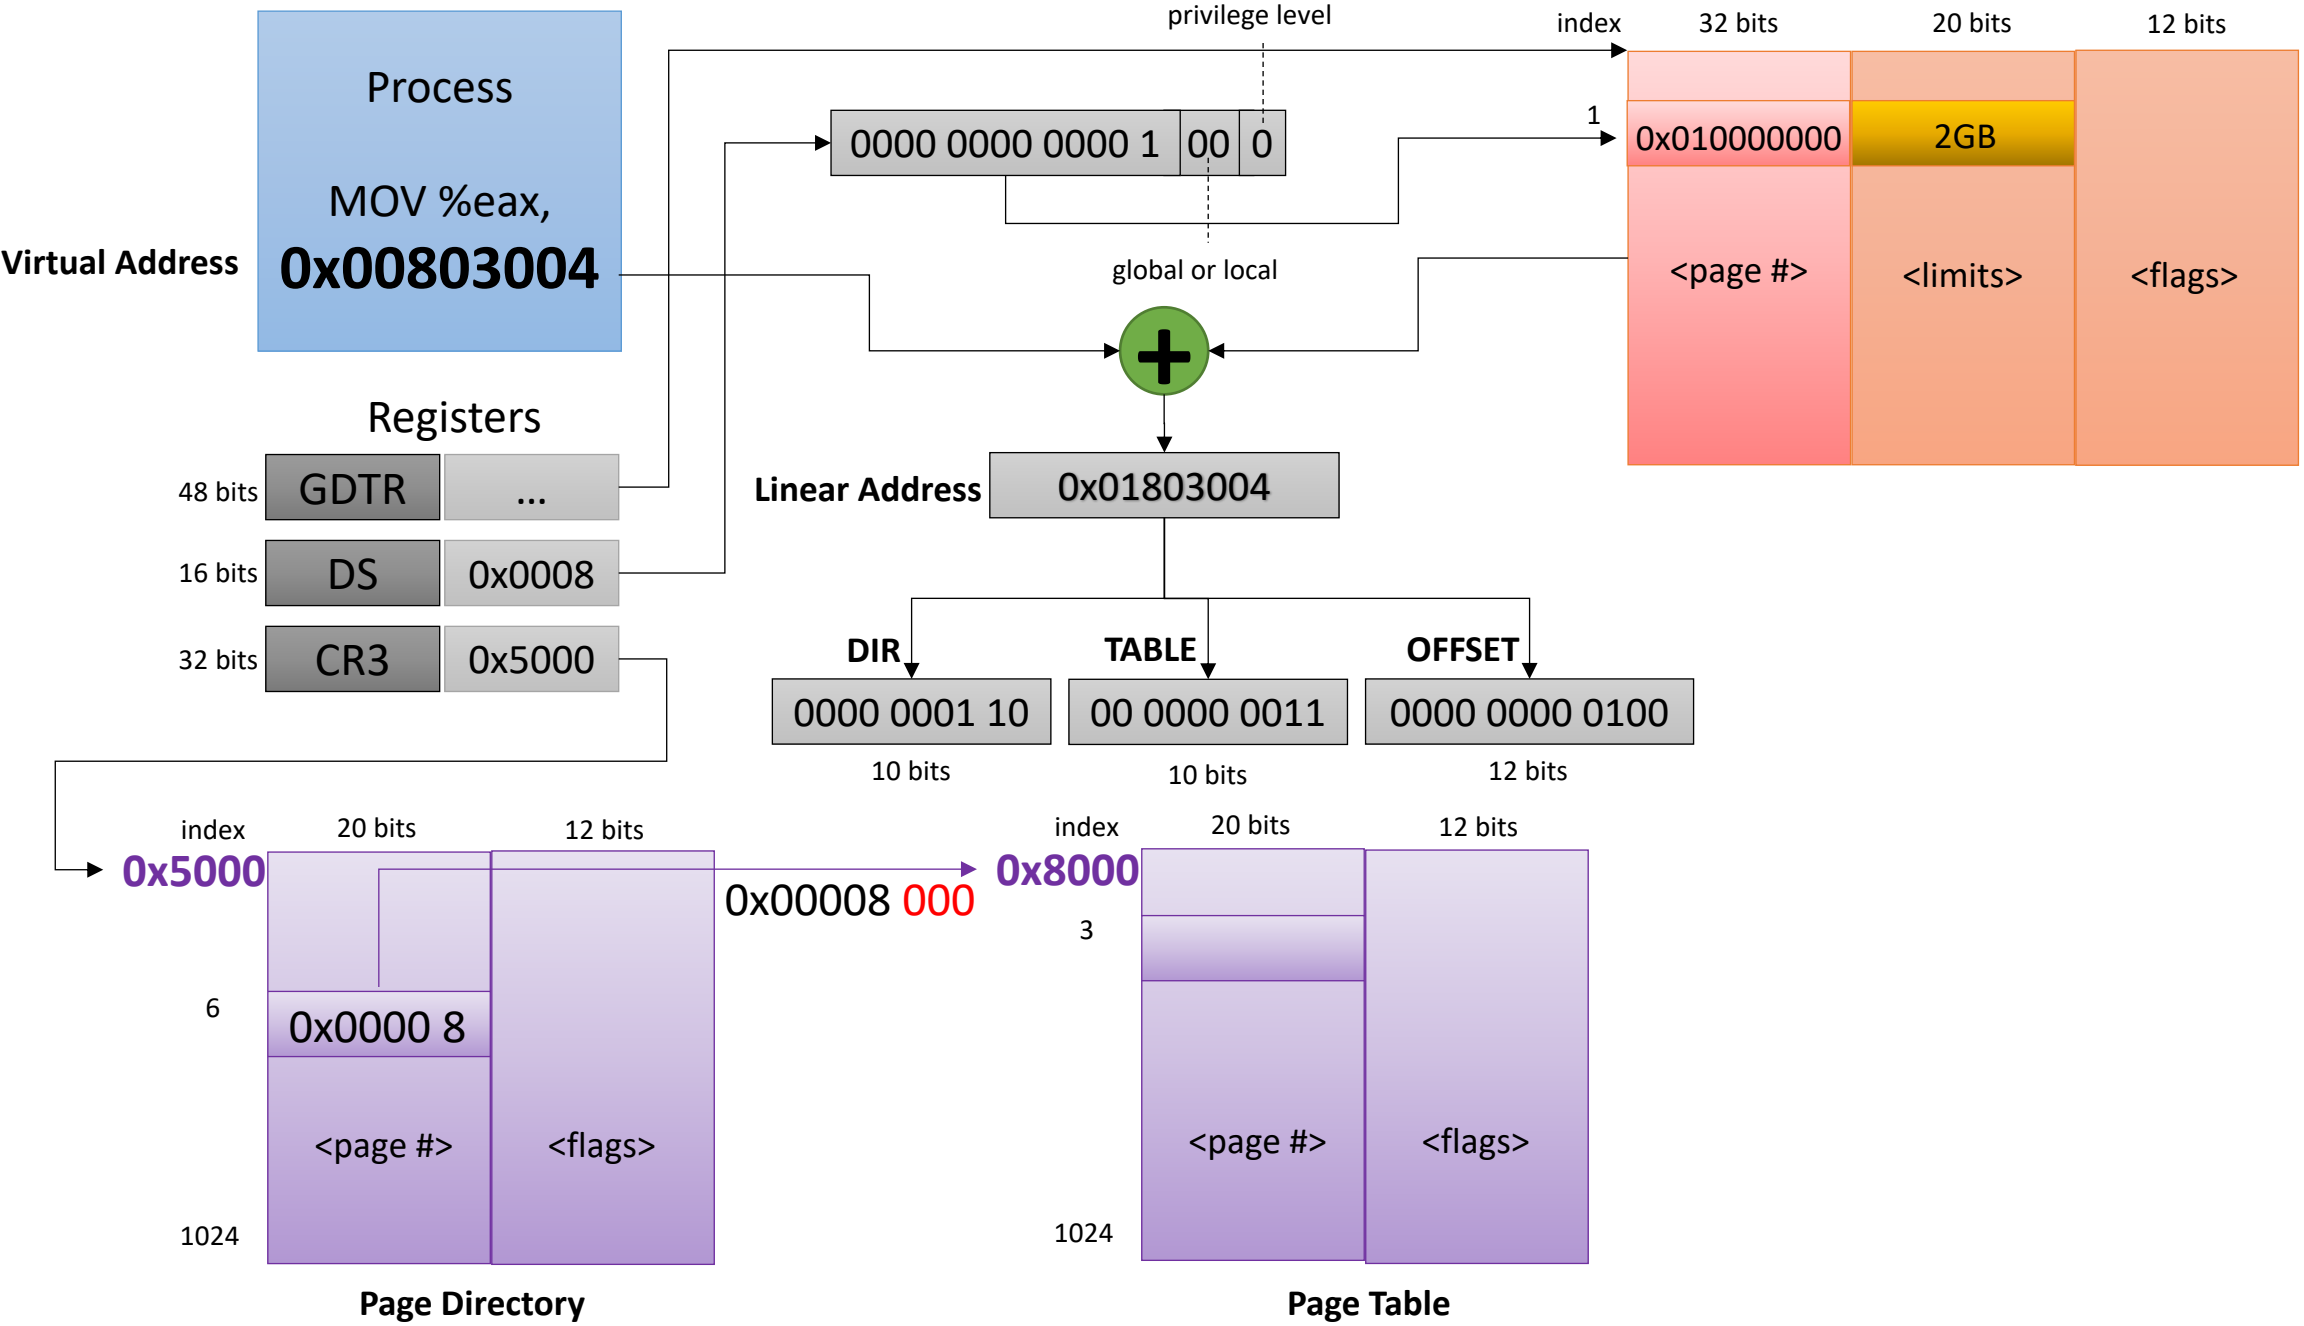 privilege level
index
32 bits
20 bits
12 bits
Process
MOV %eax,
0x00803004
Virtual Address
0000 0000 0000 1
00
0
global or local
1
0x010000000
2GB
<page #>
<limits>
<flags>
+
Registers
48 bits
GDTR
...
16 bits
DS
0x0008
32 bits
CR3
0x5000
Linear Address
0x01803004
DIR
TABLE
OFFSET
0000 0001 10
00 0000 0011
0000 0000 0100
10 bits
10 bits
12 bits
index
20 bits
12 bits
0x5000
6
0x0000 8
<page #>
<flags>
1024
Page Directory
0x00008 000
index
20 bits
12 bits
0x8000
3
<page #>
<flags>
1024
Page Table